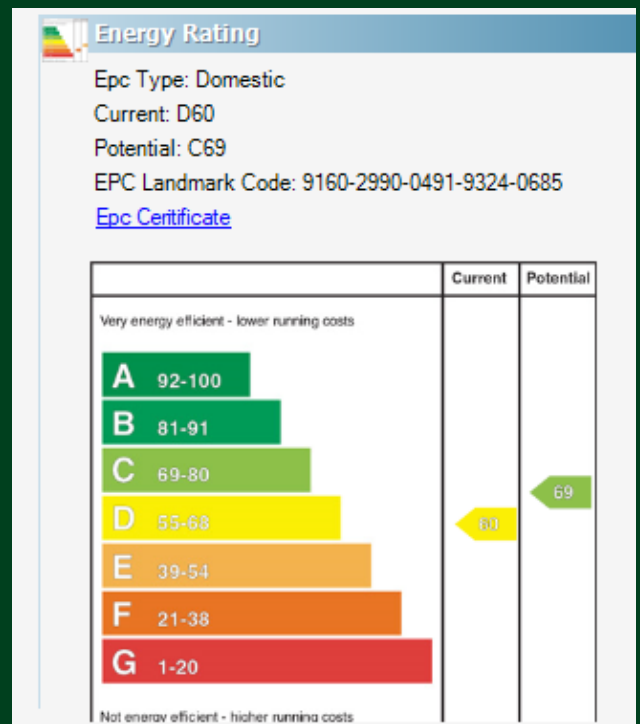 Energy Rating
Epc Type: Domestic
Current: D60
Potential: C69
EPC Landmark Code: 9160-2990-0491-9324-0685
Epc Ceritificate
Current Potential
Very energy efficient - lower running costs
A 92-100
B 81-91
C 69-80
69
D 55-68
60
E 39-54
F 21-38
G 1-20
Not energy efficient - higher running costs